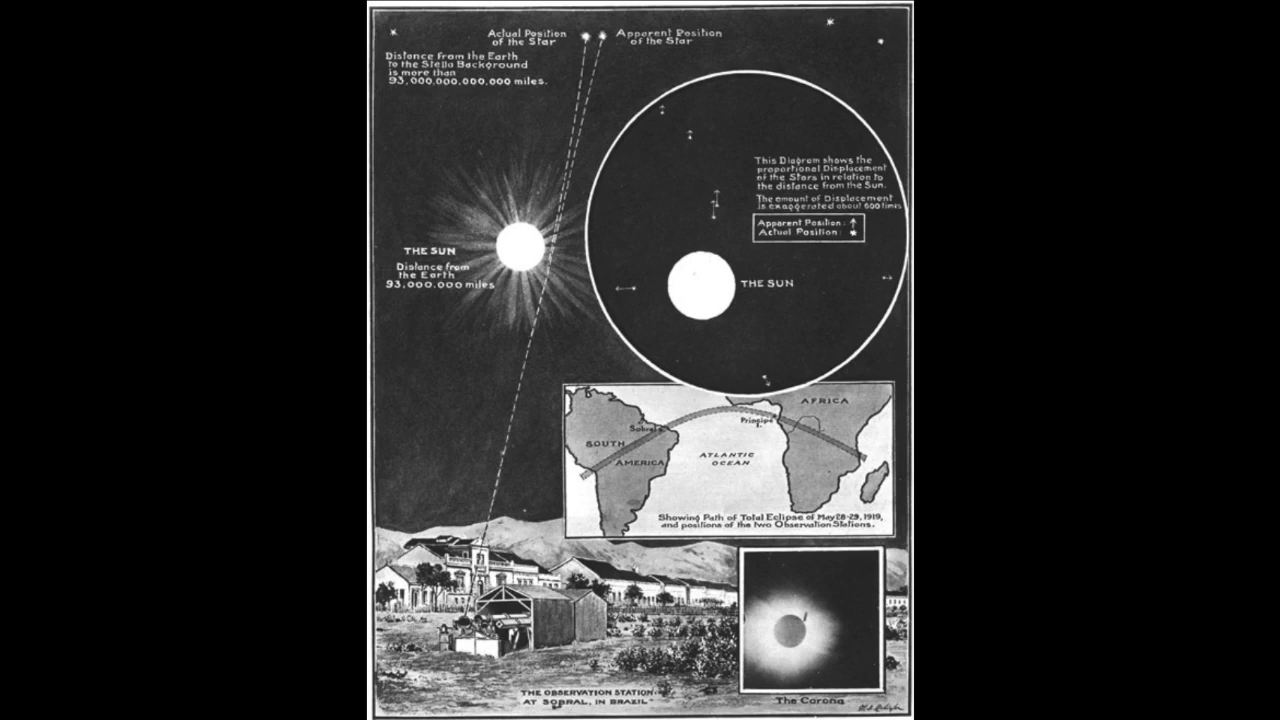 Actual Position
of the Star
Apparent Position
of the Star
Distance from the Earth
to the Stella Background
is more than
93,000,000,000,000 miles.
THE SUN
Distance from
the Earth
93,000,000 miles
This Diagram shows the
proportional Displacement
of the Stars in relation to
the distance from the Sun.
The amount of Displacement
is exaggerated about 600 times
Apparent Position:
Actual Position:
THE SUN
AFRICA
Sobral
Principe
I.
SOUTH
AMERICA
ATLANTIC
OCEAN
Showing Path of Total Eclipse of May 28-29, 1919,
and positions of the two Observation Stations.
THE OBSERVATION STATION
AT SOBRAL, IN BRAZIL
The Corona